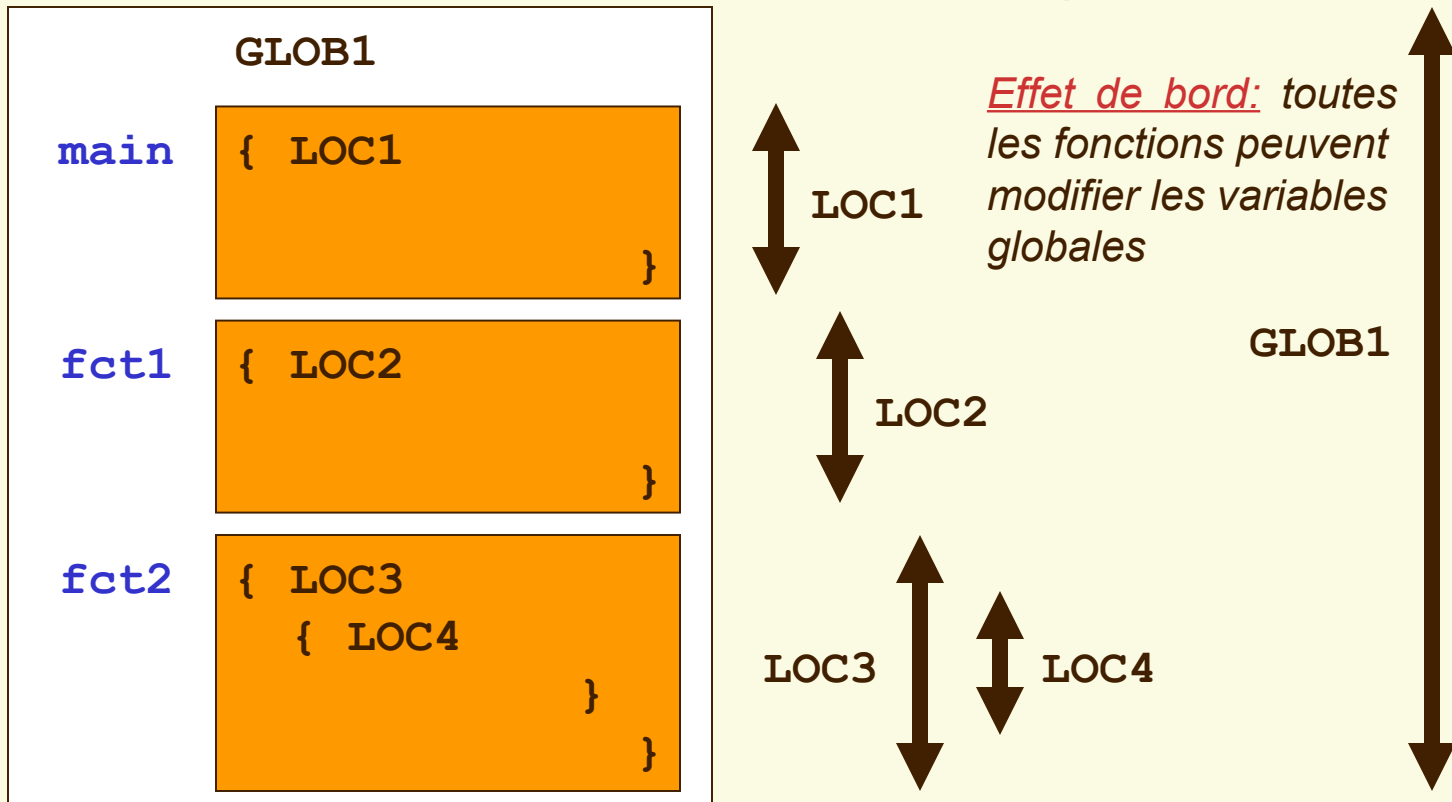 GLOB1
main
{ LOC1
}
fct1
{ LOC2
}
fct2
{ LOC3
{ LOC4
}
}
LOC1
LOC2
LOC3
LOC4
Effet de bord: toutes
les fonctions peuvent
modifier les variables
globales
GLOB1